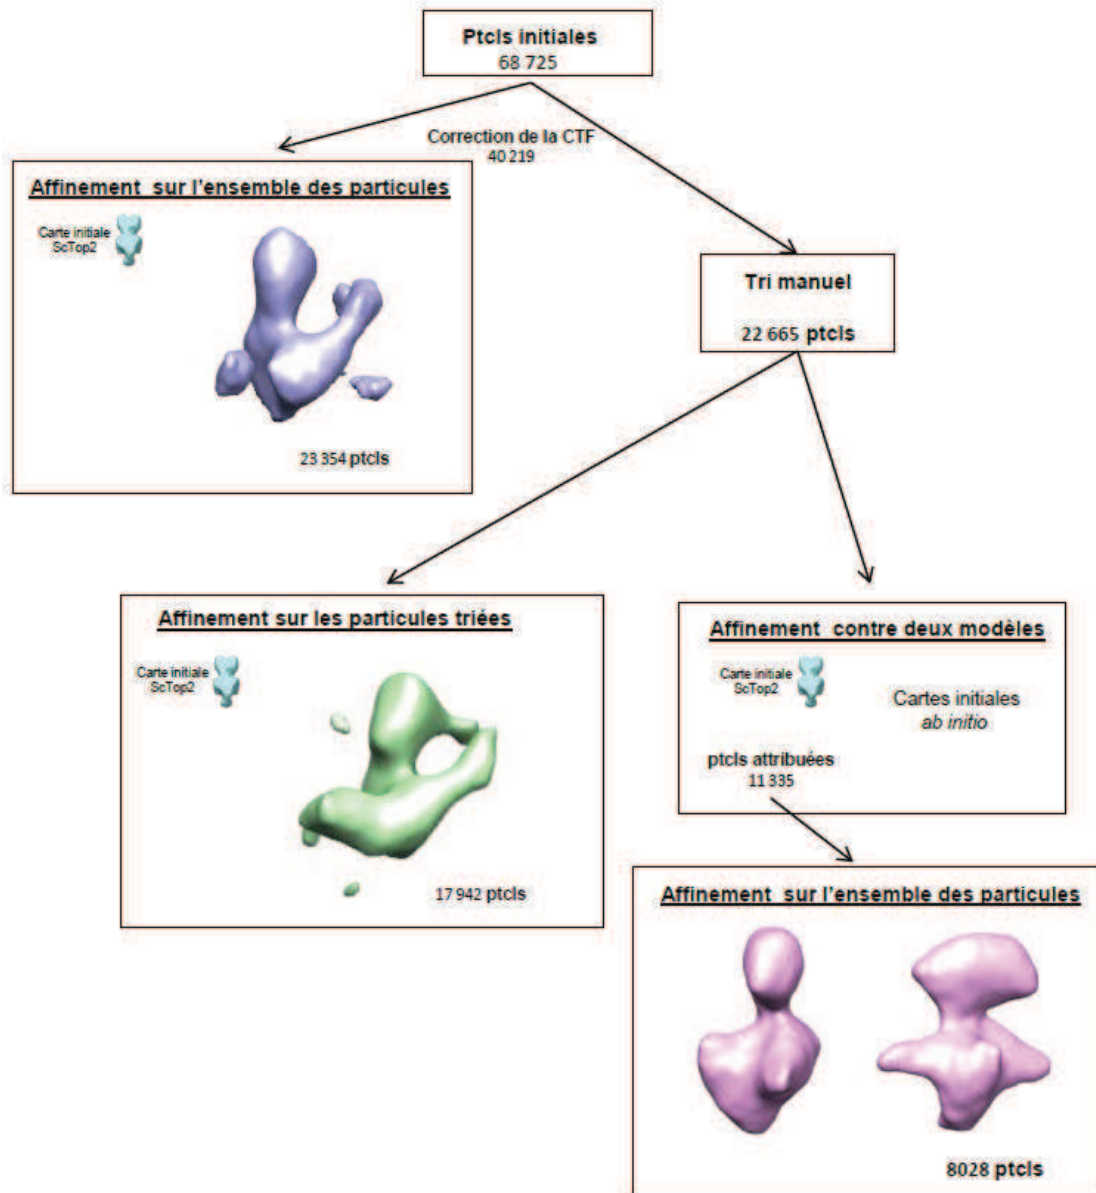 Ptcls initiales
68 725
Correction de la CTF
40 219
Affinement sur l'ensemble des particules
Carte initiale
ScTop2
23 354 ptcls
Tri manuel
22 665 ptcls
Affinement sur les particules triées
Carte initiale
ScTop2
17 942 ptcls
Affinement contre deux modèles
Carte initiale
ScTop2
Cartes initiales
ab initio
ptcls attribuées
11 335
Affinement sur l'ensemble des particules
8028 ptcls